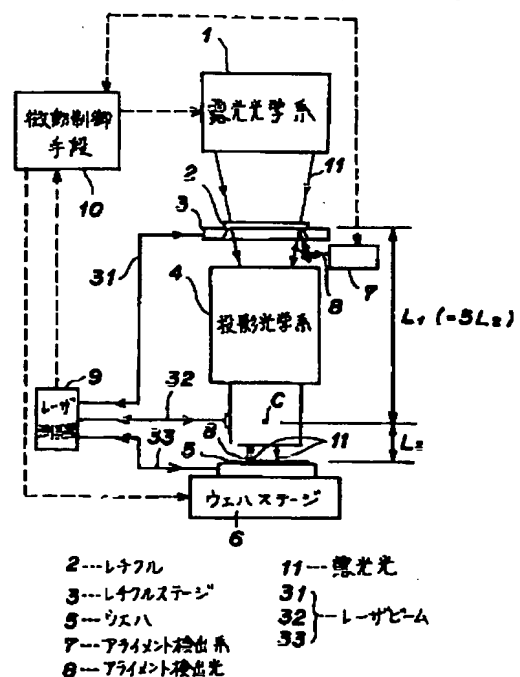 1
露光光学系
微動制御
手段
10
2
3
11
31
4
8
7
投影光学系
L₁ (=5L₂)
9
レーザ
測長器
32
C
33
8
11
5
L₂
ウェハステージ
6
2…レチクル
3…レチクルステージ
5…ウェハ
7…アライメント検出系
8…アライメント検出光
11…露光光
31
32
33
レーザビーム